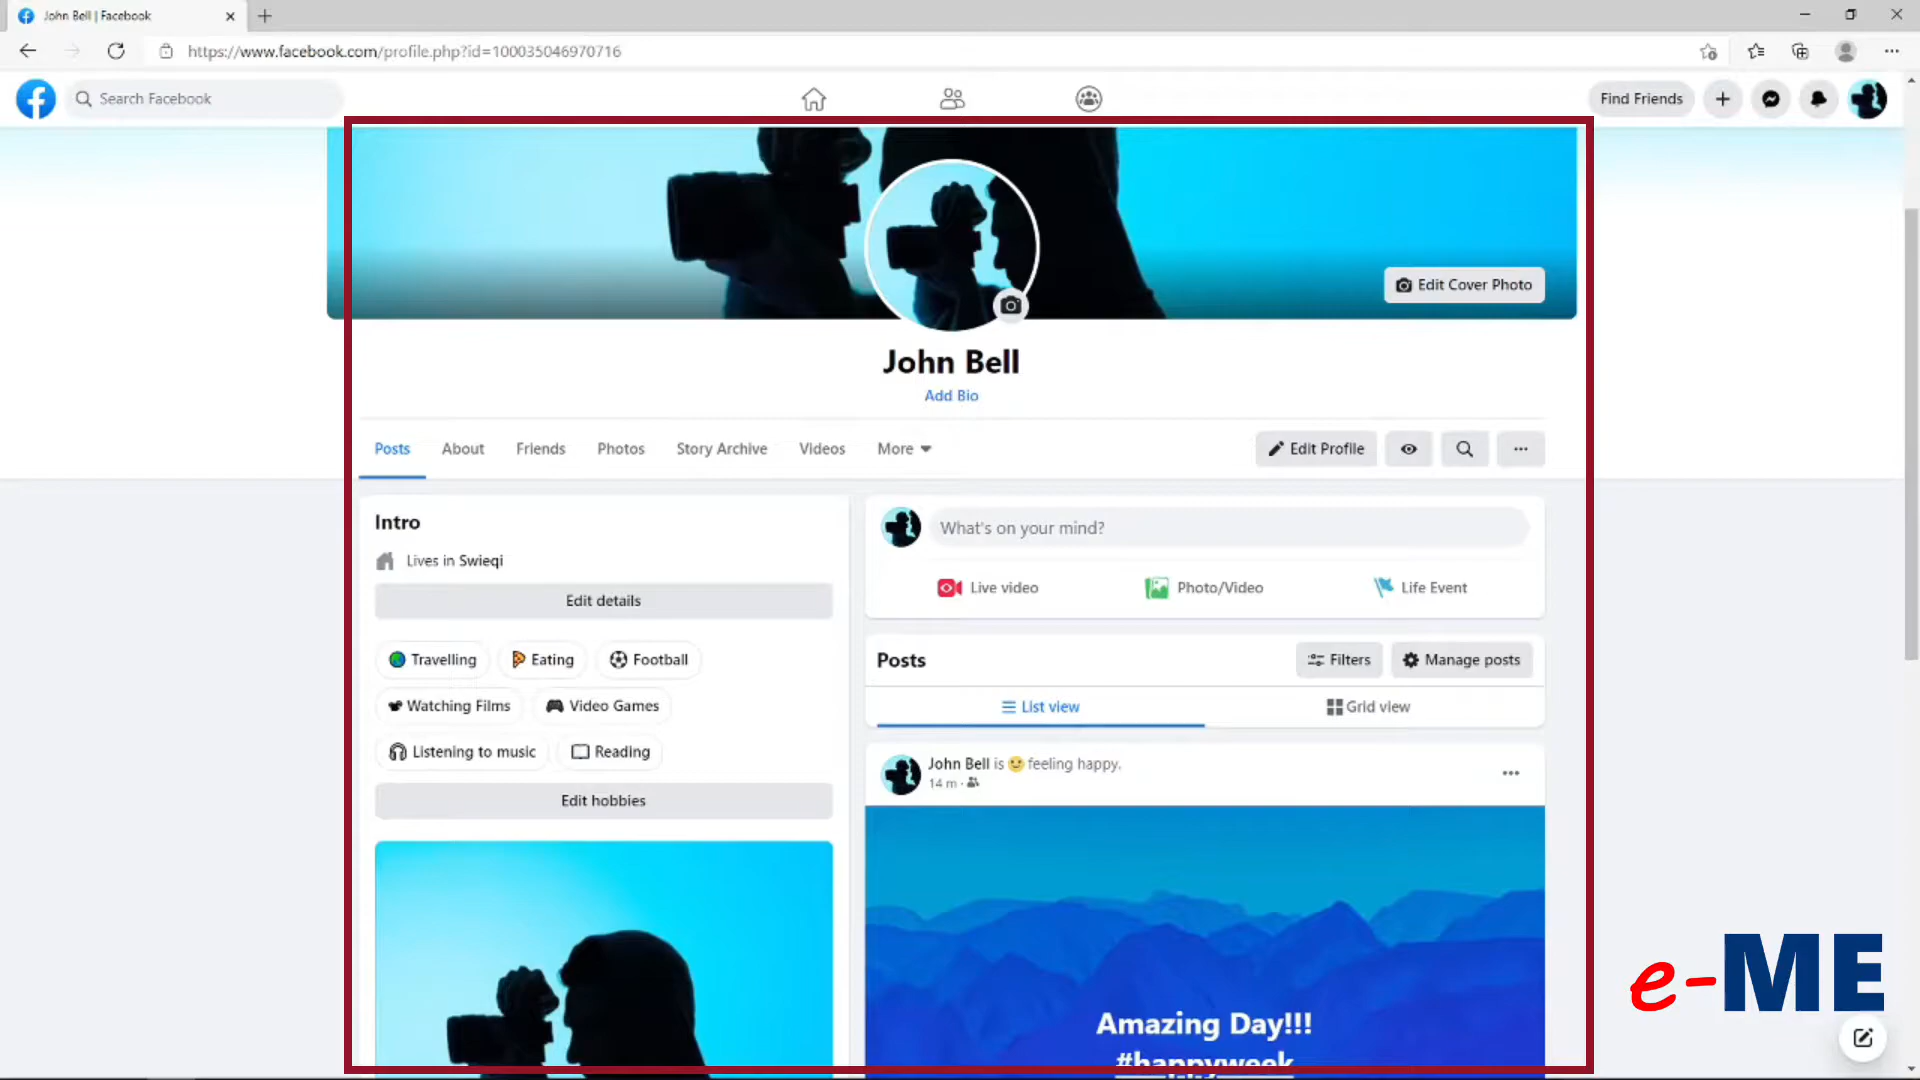 John Bell | Facebook
https://www.facebook.com/profile.php?id=100035046970716
Search Facebook
Find Friends
Edit Cover Photo
John Bell
Add Bio
Posts About Friends Photos Story Archive Videos More
Edit Profile
Intro
Lives in Swieqi
Edit details
Travelling Eating Football
Watching Films Video Games
Listening to music Reading
Edit hobbies
What's on your mind?
Live video Photo/Video Life Event
Posts Filters Manage posts
List view Grid view
John Bell is feeling happy.
14 m ·
Amazing Day!!!
#happyweek
e-ME